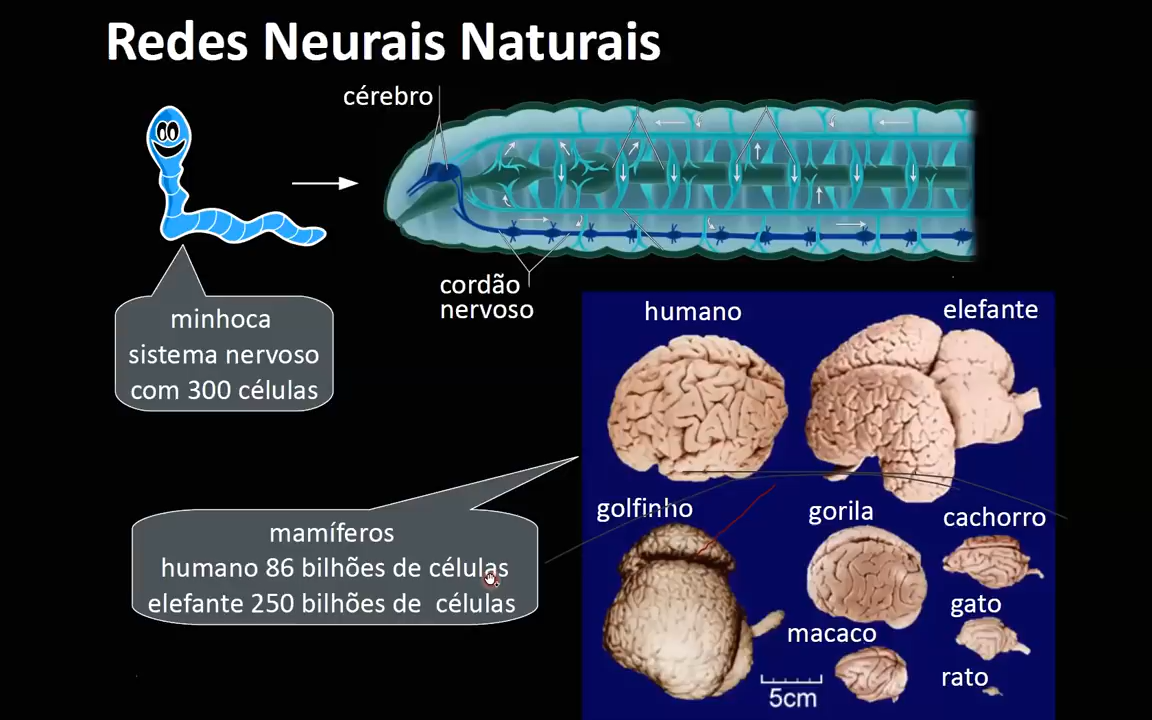 Redes Neurais Naturais
cérebro
cordão
nervoso
minhoca
sistema nervoso
com 300 células
humano
elefante
mamíferos
humano 86 bilhões de células
elefante 250 bilhões de células
golfinho
gorila
cachorro
gato
macaco
rato
5cm